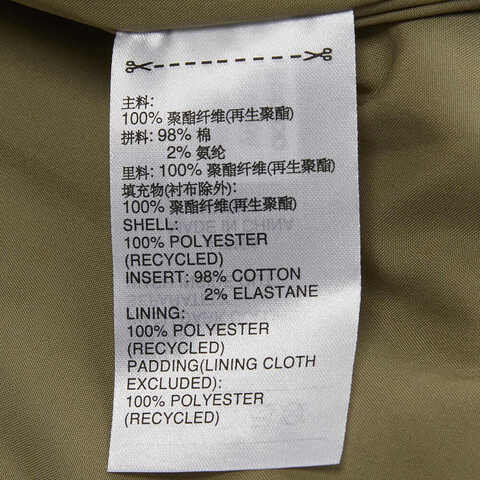 主料:
100% 聚酯纤维(再生聚酯)
拼料: 98% 棉
2% 氨纶
里料: 100% 聚酯纤维(再生聚酯)
填充物(衬布除外):
100% 聚酯纤维(再生聚酯)
SHELL:
100% POLYESTER
(RECYCLED)
INSERT: 98% COTTON
2% ELASTANE
LINING:
100% POLYESTER
(RECYCLED)
PADDING(LINING CLOTH
EXCLUDED):
100% POLYESTER
(RECYCLED)